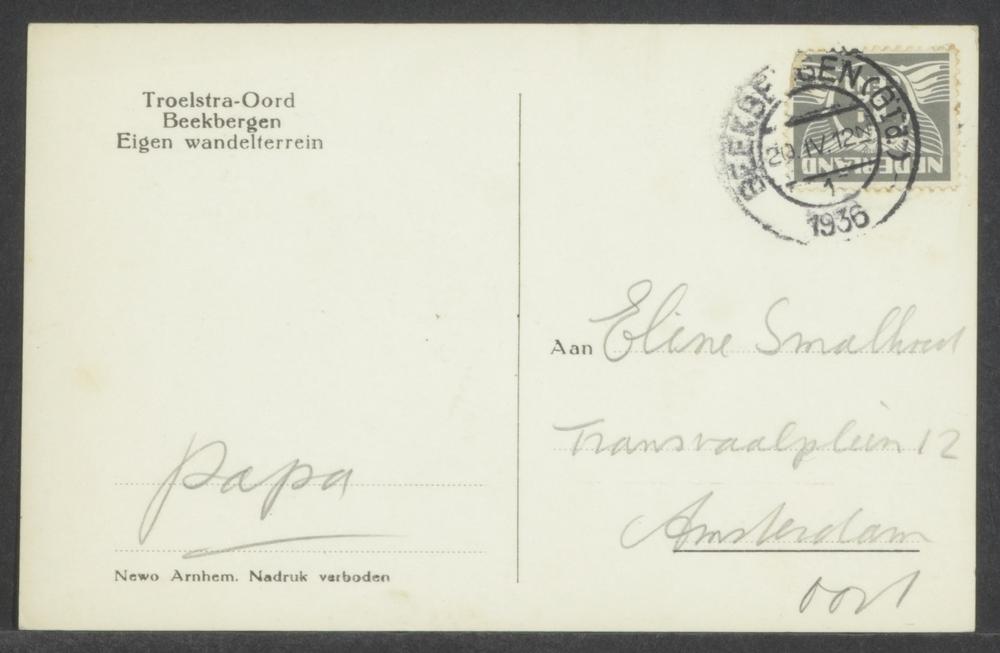 Troelstra-Oord
Beekbergen
Eigen wandelterrein
Papa
Newo Arnhem. Nadruk verboden
BEEKBERGEN (GLD)
20 IV. 12N
1
1936
NEDERLAND
Aan Eline Smalhout
Transvaalplein 12
Amsterdam
oost